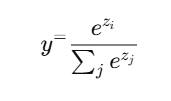 y = e^{z_i} / ∑_j e^{z_j}